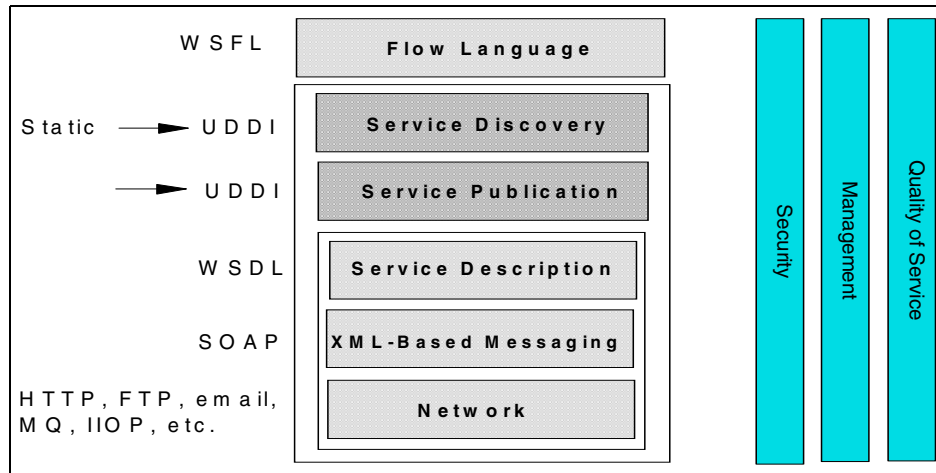 WSFL
Flow Language
Static
UDDI
Service Discovery
UDDI
Service Publication
WSDL
Service Description
SOAP
XML-Based Messaging
HTTP, FTP, email,
MQ, IIOP, etc.
Network
Security
Management
Quality of Service